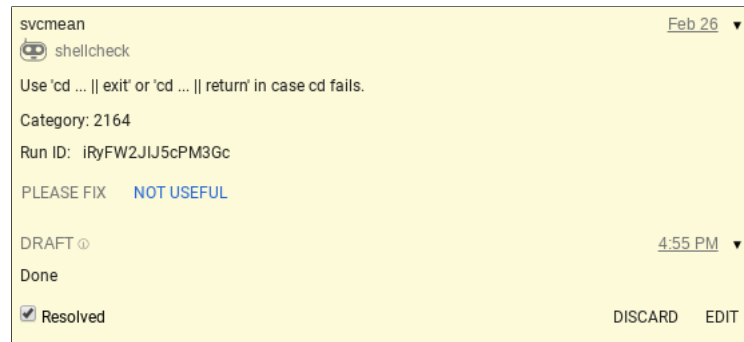 svcmean Feb 26
shellcheck
Use 'cd ... || exit' or 'cd ... || return' in case cd fails.
Category: 2164
Run ID: iRyFW2JIJ5cPM3Gc
PLEASE FIX NOT USEFUL
DRAFT 4:55 PM
Done
Resolved DISCARD EDIT